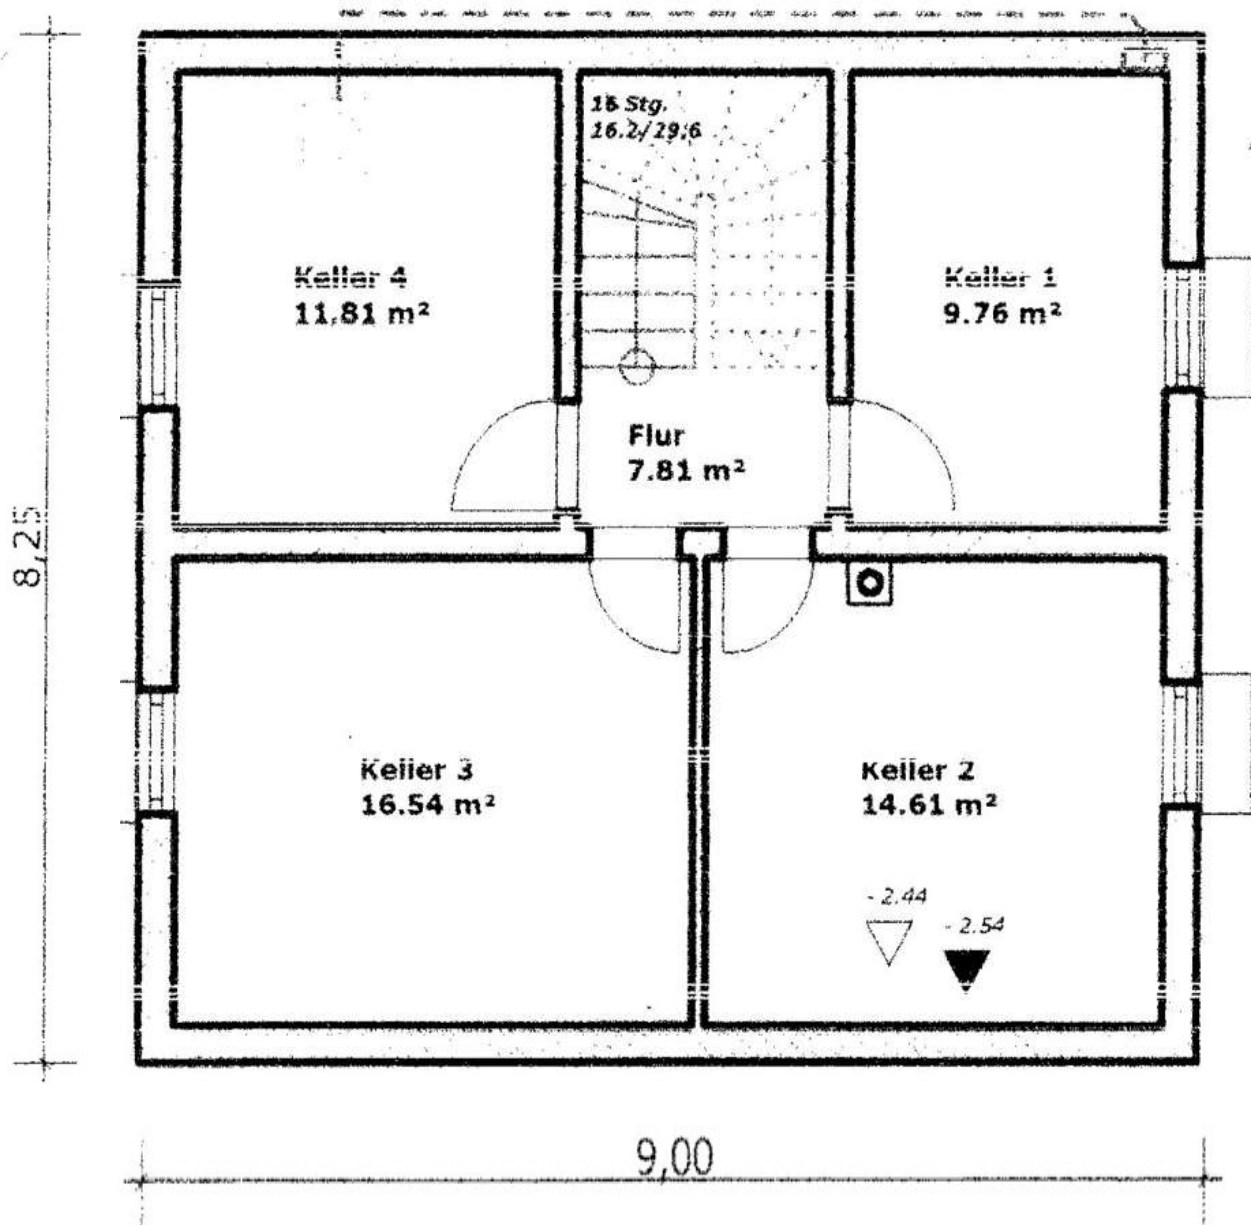 16 Stg.
16.2/29.6
Keller 4
11.81 m²
Keller 1
9.76 m²
Flur
7.81 m²
8,25
Keller 3
16.54 m²
Keller 2
14.61 m²
- 2.44
- 2.54
9,00